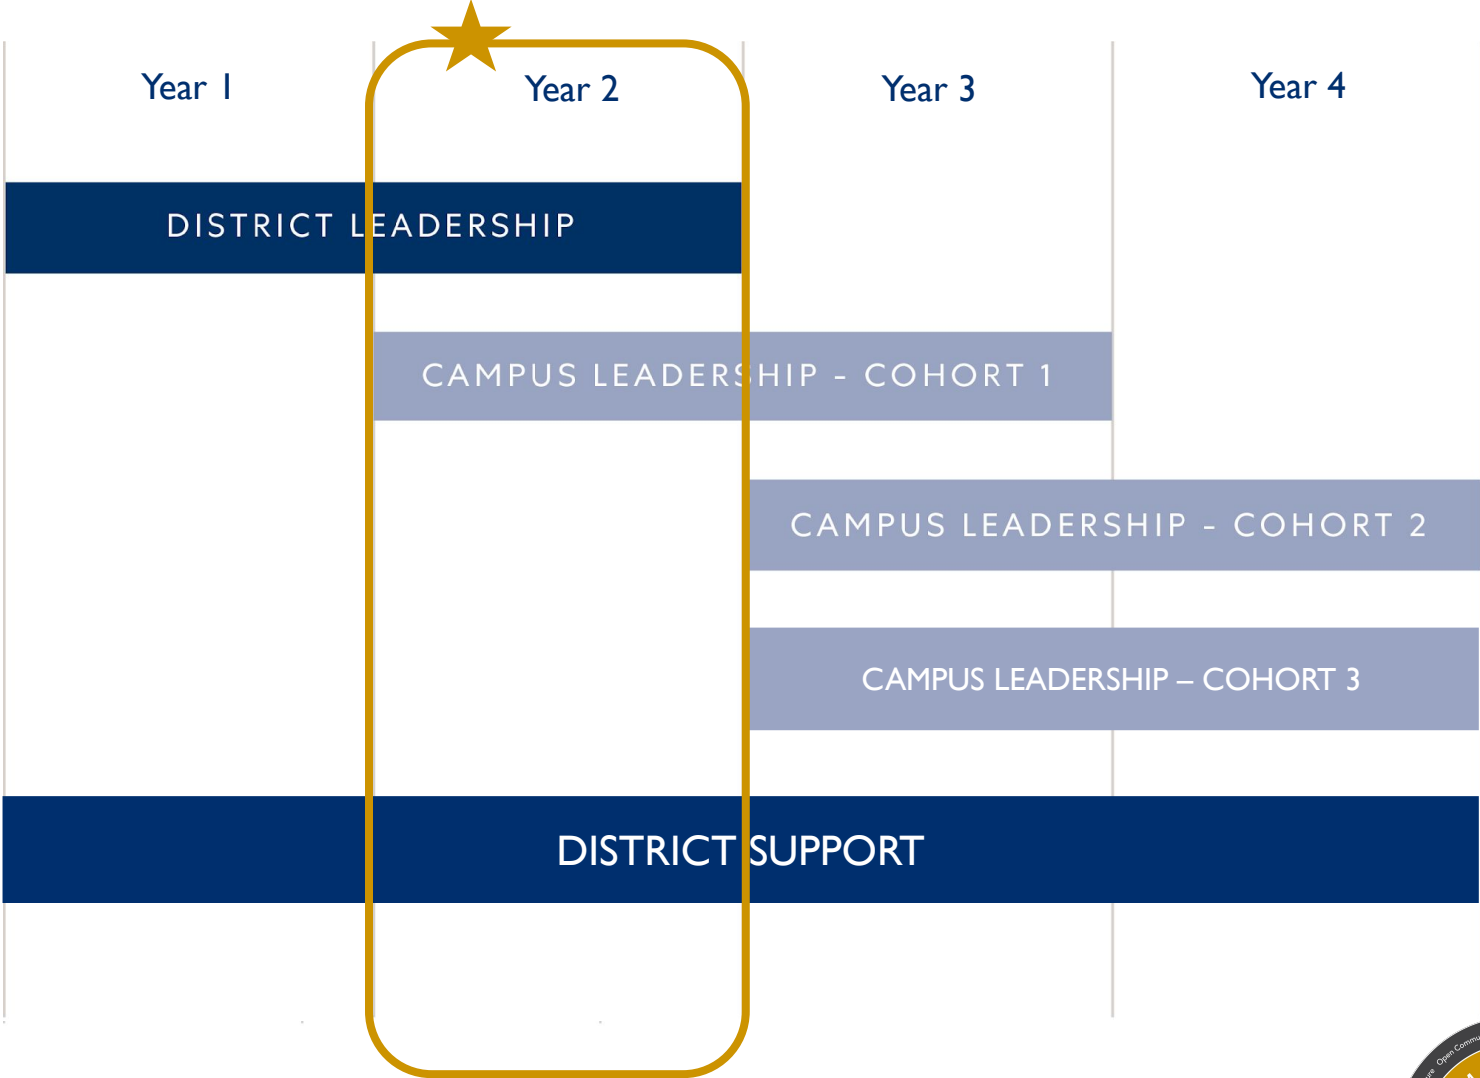 Year 1
Year 2
Year 3
Year 4
DISTRICT LEADERSHIP
CAMPUS LEADERSHIP - COHORT 1
CAMPUS LEADERSHIP - COHORT 2
CAMPUS LEADERSHIP – COHORT 3
DISTRICT SUPPORT
Open